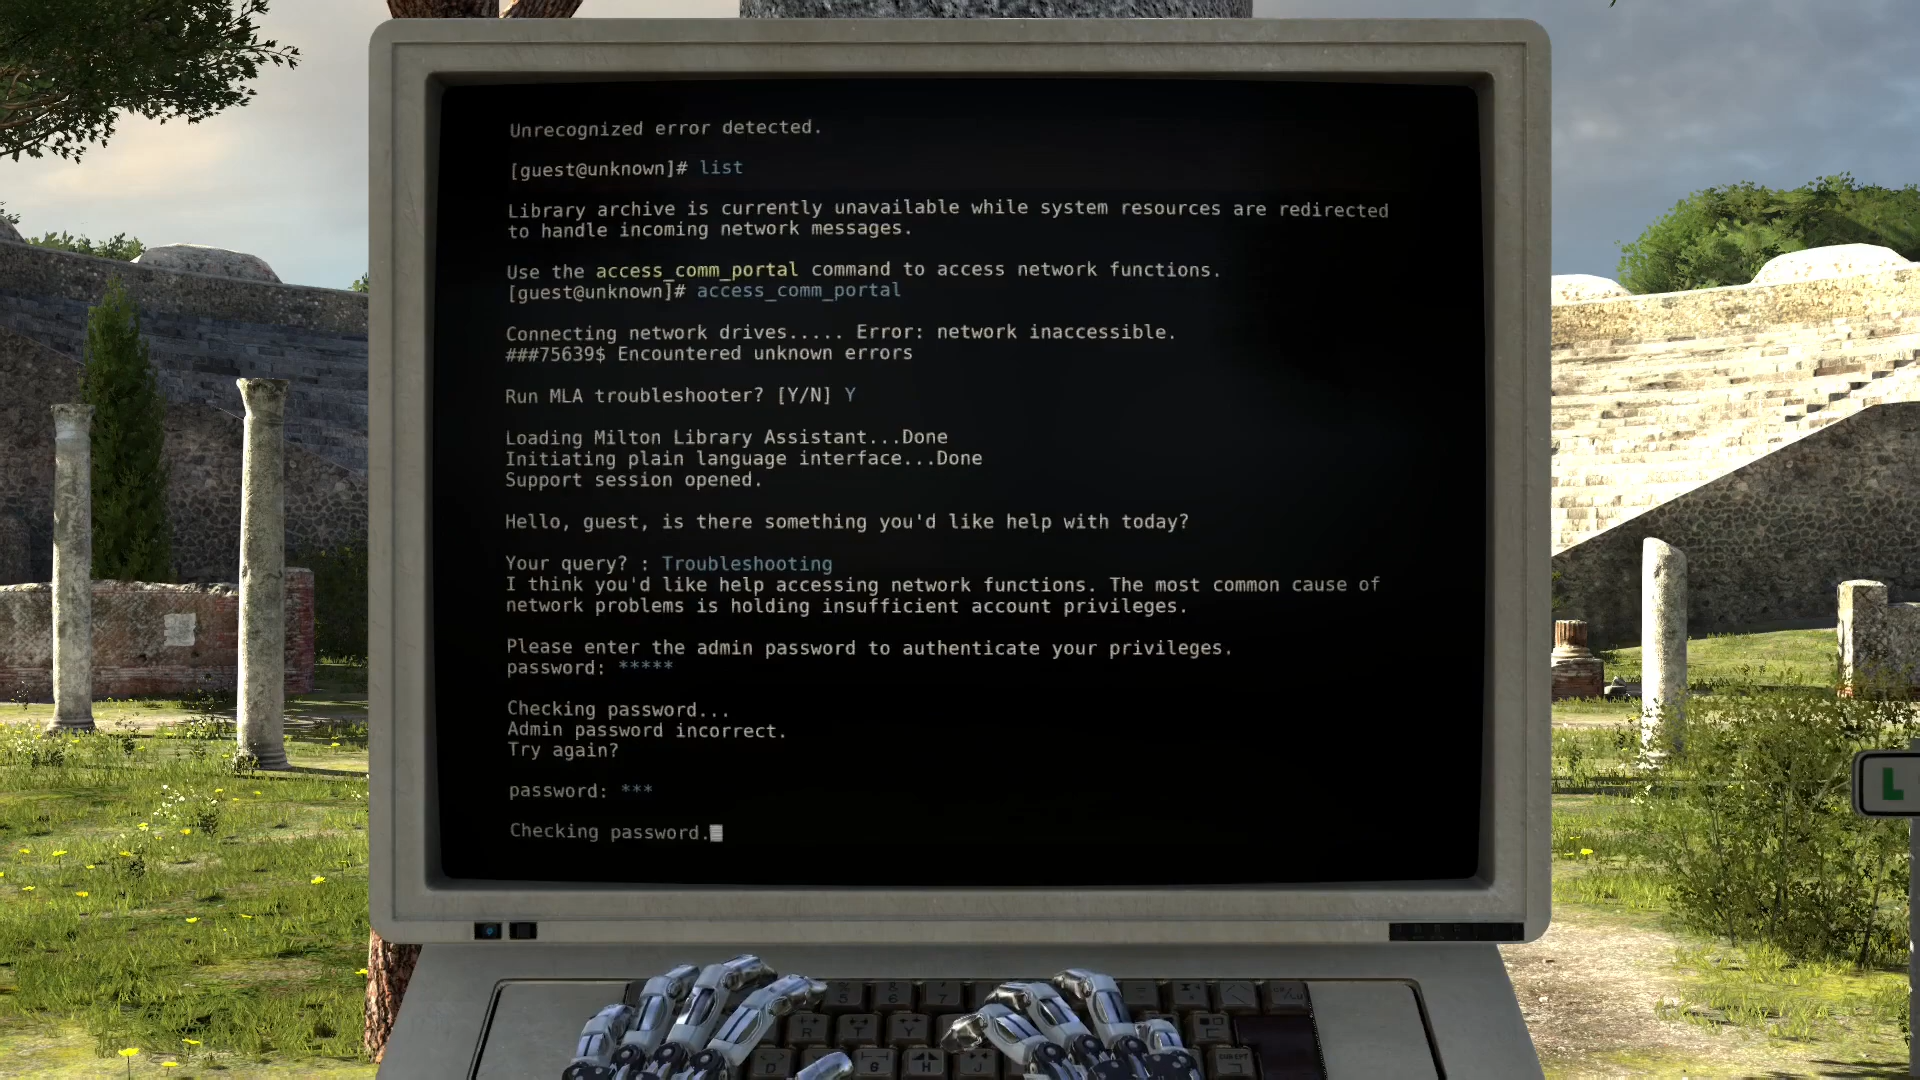 Unrecognized error detected.
[guest@unknown]# list
Library archive is currently unavailable while system resources are redirected
to handle incoming network messages.
Use the access_comm_portal command to access network functions.
[guest@unknown]# access_comm_portal
Connecting network drives..... Error: network inaccessible.
###75639$ Encountered unknown errors
Run MLA troubleshooter? [Y/N] Y
Loading Milton Library Assistant...Done
Initiating plain language interface...Done
Support session opened.
Hello, guest, is there something you'd like help with today?
Your query? : Troubleshooting
I think you'd like help accessing network functions. The most common cause of
network problems is holding insufficient account privileges.
Please enter the admin password to authenticate your privileges.
password: *****
Checking password...
Admin password incorrect.
Try again?
password: ***
Checking password.
L
5 6 7
R T Y
D G H J